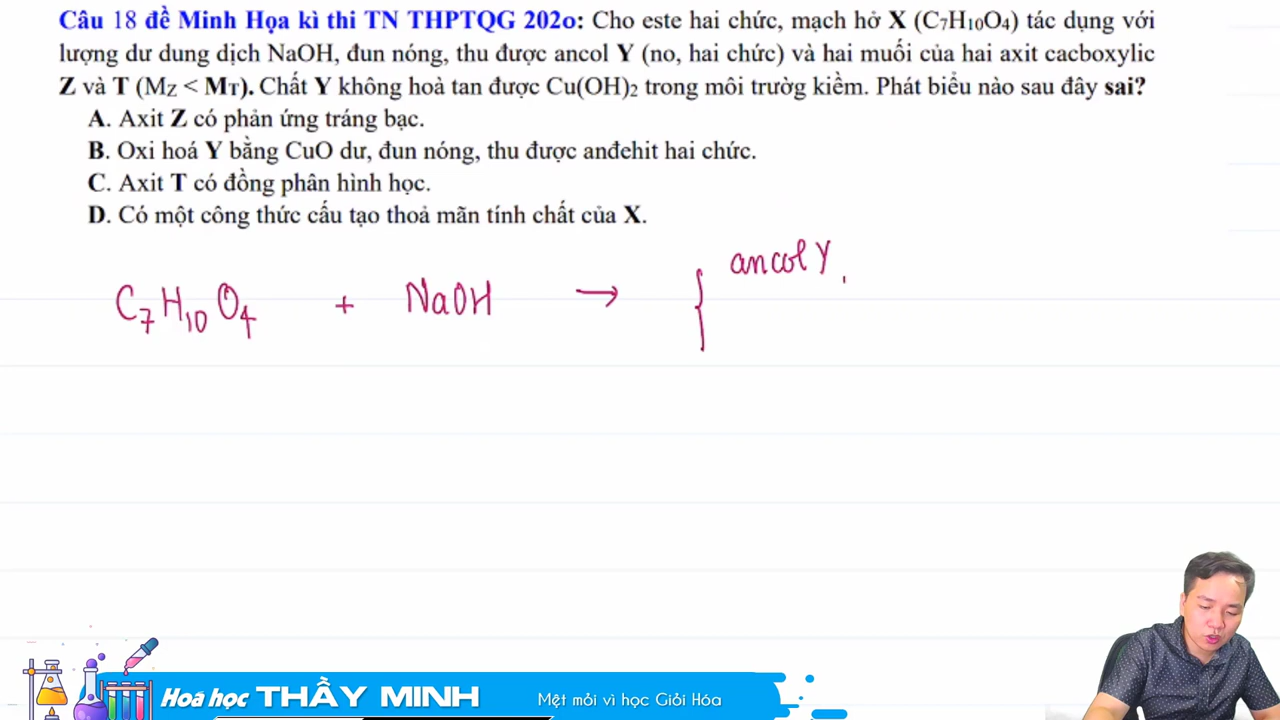 Câu 18 đề Minh Họa kì thi TN THPTQG 202o: Cho este hai chức, mạch hở X (C₇H₁₀O₄) tác dụng với
lượng dư dung dịch NaOH, đun nóng, thu được ancol Y (no, hai chức) và hai muối của hai axit cacboxylic
Z và T (Mz < MT). Chất Y không hoà tan được Cu(OH)₂ trong môi trường kiềm. Phát biểu nào sau đây sai?
A. Axit Z có phản ứng tráng bạc.
B. Oxi hoá Y bằng CuO dư, đun nóng, thu được anđehit hai chức.
C. Axit T có đồng phân hình học.
D. Có một công thức cấu tạo thoả mãn tính chất của X.
C₇H₁₀O₄ + NaOH → { ancol Y
Hoá học THẦY MINH Mệt mỏi vì học Giỏi Hóa